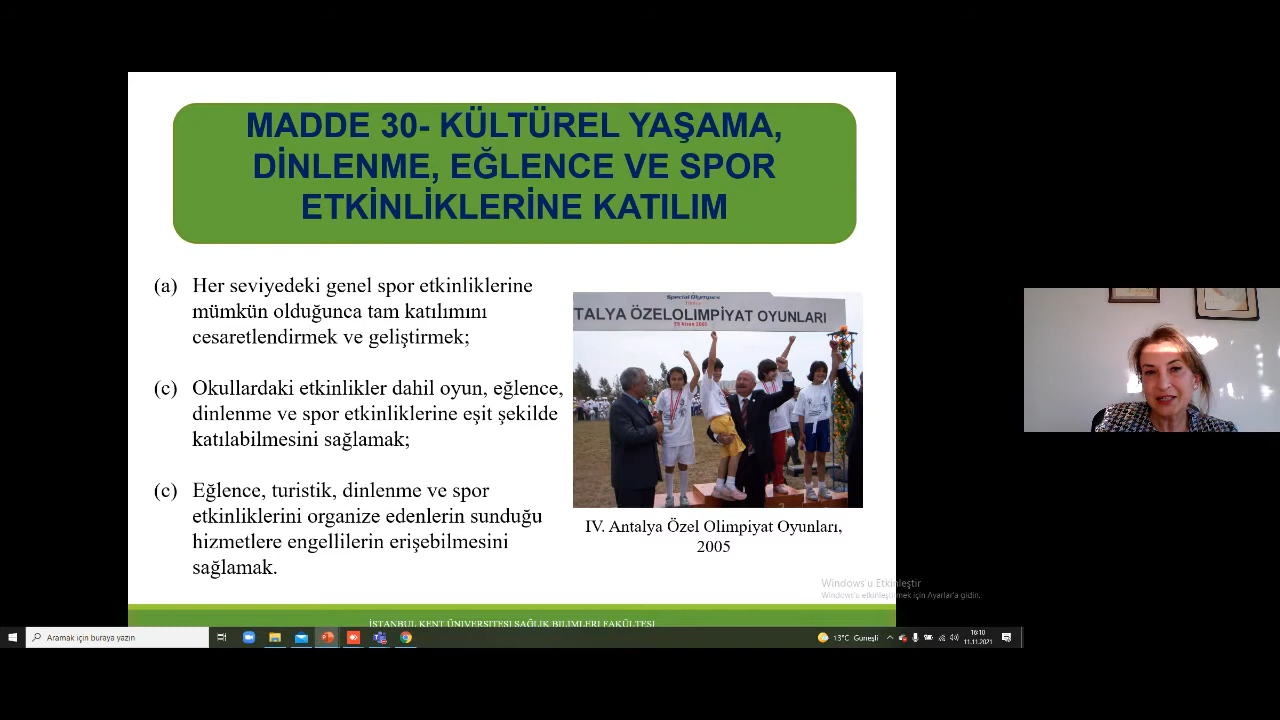 MADDE 30- KÜLTÜREL YAŞAMA,
DİNLENME, EĞLENCE VE SPOR
ETKİNLİKLERİNE KATILIM
(a) Her seviyedeki genel spor etkinliklerine
mümkün olduğunca tam katılımını
cesaretlendirmek ve geliştirmek;
(c) Okullardaki etkinlikler dahil oyun, eğlence,
dinlenme ve spor etkinliklerine eşit şekilde
katılabilmesini sağlamak;
(c) Eğlence, turistik, dinlenme ve spor
etkinliklerini organize edenlerin sunduğu
hizmetlere engellilerin erişebilmesini
sağlamak.
Special Olympics
TALYA ÖZELOLIMPİYAT OYUNLARI
IV. Antalya Özel Olimpiyat Oyunları,
2005
Windows'u Etkinleştir
Windows'u etkinleştirmek için Ayarlar'a gidin.
İSTANBUL KENT ÜNİVERSİTESİ SAĞLIK BİLİMLERİ FAKÜLTESİ
Aramak için buraya yazın
13°C Güneşli
16:10
11.11.2021